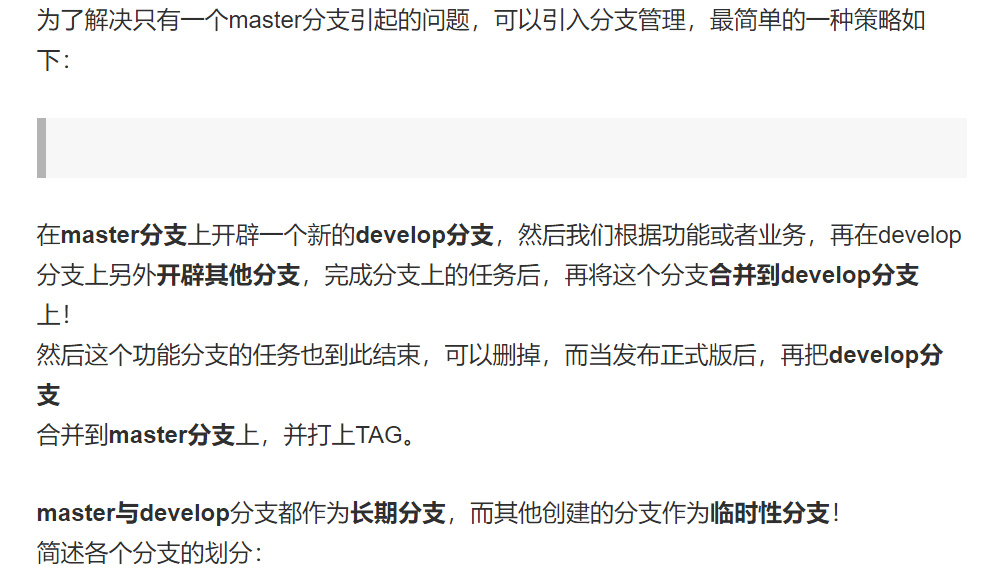 为了解决只有一个master分支引起的问题，可以引入分支管理，最简单的一种策略如
下：
在master分支上开辟一个新的develop分支，然后我们根据功能或者业务，再在develop
分支上另外开辟其他分支，完成分支上的任务后，再将这个分支合并到develop分支
上！
然后这个功能分支的任务也到此结束，可以删掉，而当发布正式版后，再把develop分
支
合并到master分支上，并打上TAG。
master与develop分支都作为长期分支，而其他创建的分支作为临时性分支！
简述各个分支的划分：